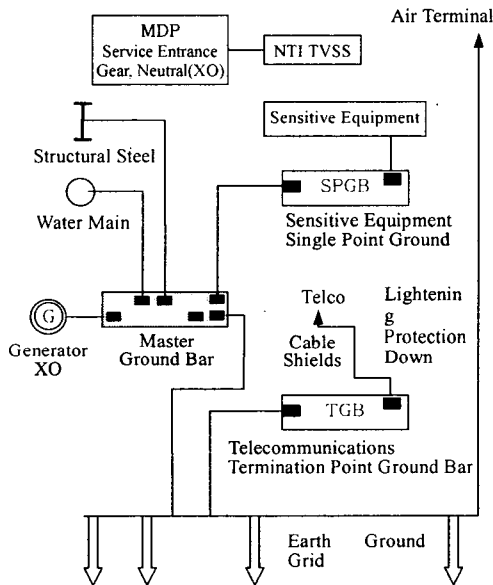 Air Terminal
MDP
Service Entrance
Gear, Neutral(XO)
NTI TVSS
Sensitive Equipment
Structural Steel
SPGB
Water Main
Sensitive Equipment
Single Point Ground
G
Generator
XO
Master
Ground Bar
Telco
Cable
Shields
Lightenin
g
Protection
Down
TGB
Telecommunications
Termination Point Ground Bar
Earth Ground
Grid